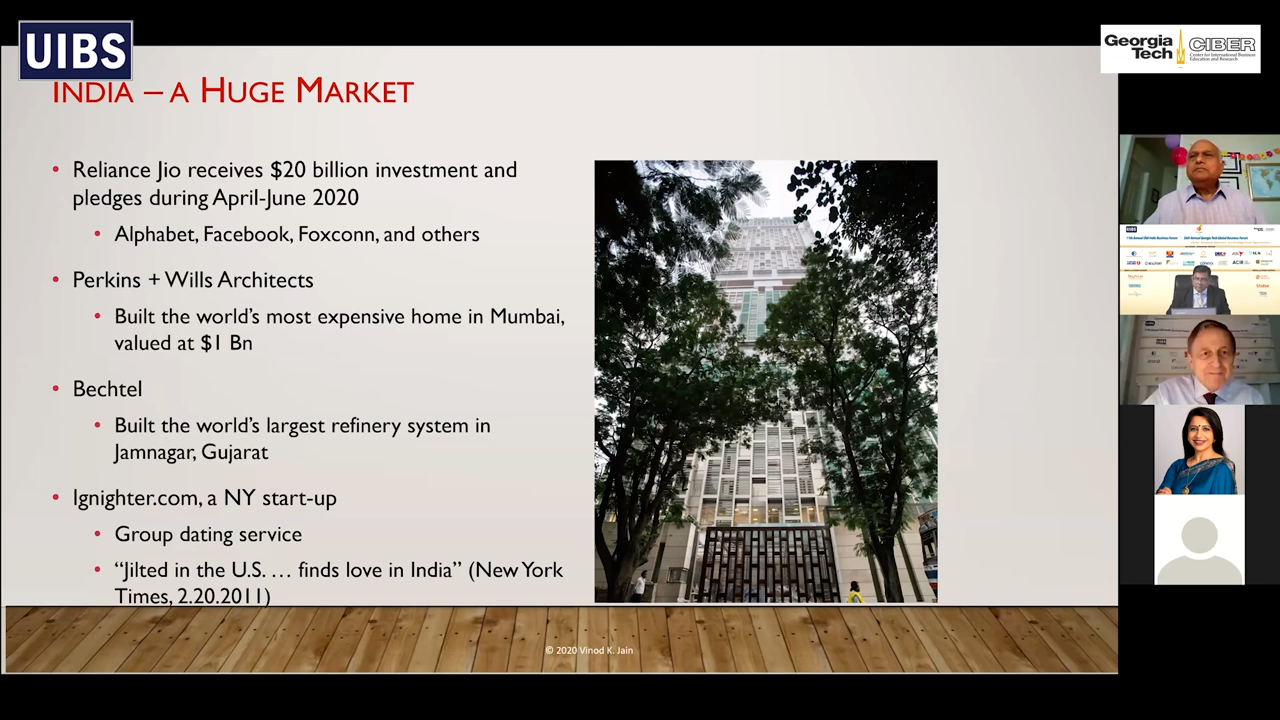 UIBS
Georgia
Tech
CIBER
Center for International Business
Education and Research
INDIA – A HUGE MARKET
• Reliance Jio receives $20 billion investment and
pledges during April-June 2020
• Alphabet, Facebook, Foxconn, and others
• Perkins + Wills Architects
• Built the world’s most expensive home in Mumbai,
valued at $1 Bn
• Bechtel
• Built the world’s largest refinery system in
Jamnagar, Gujarat
• Ignighter.com, a NY start-up
• Group dating service
• “Jilted in the U.S. … finds love in India” (New York
Times, 2.20.2011)
© 2020 Vinod K. Jain